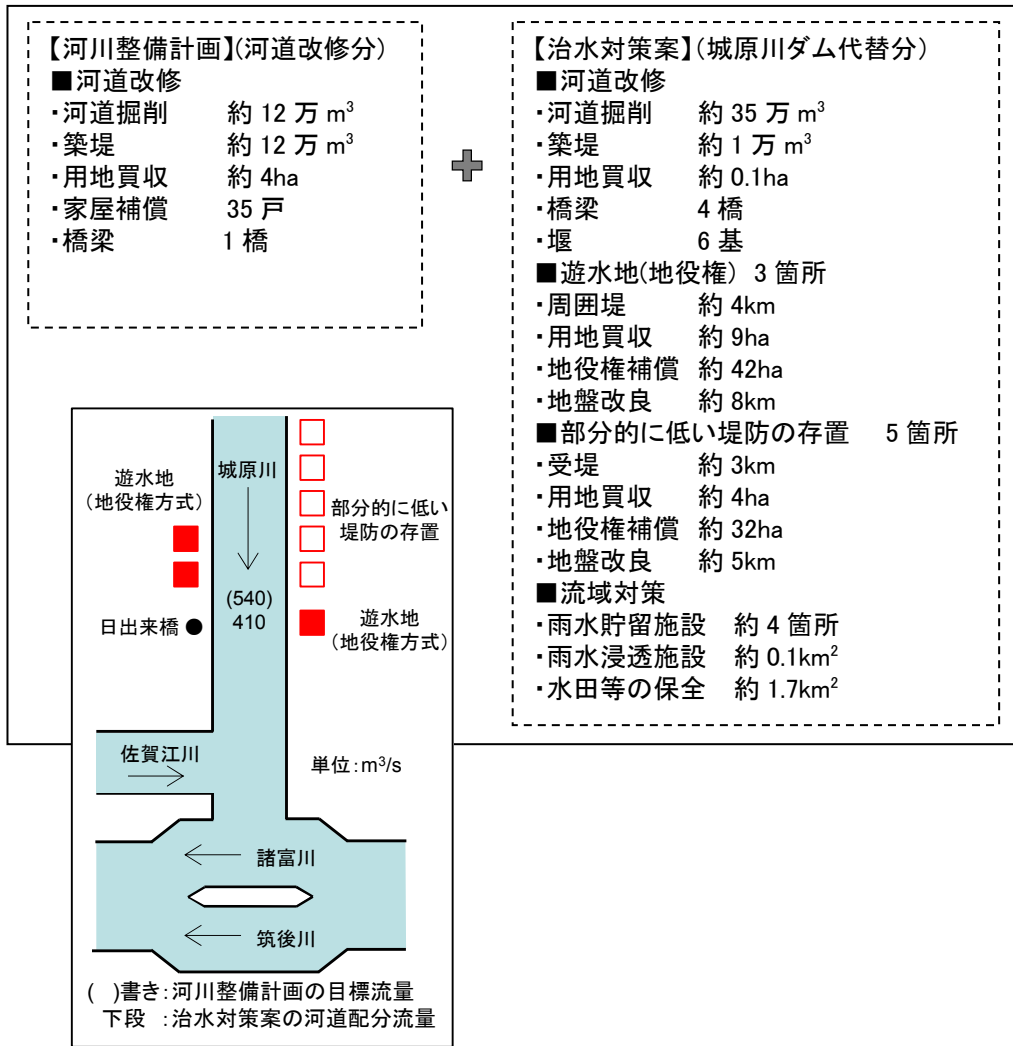 【河川整備計画】(河道改修分)
■河道改修
・河道掘削 約 12 万 m³
・築堤 約 12 万 m³
・用地買収 約 4ha
・家屋補償 35 戸
・橋梁 1 橋
【治水対策案】(城原川ダム代替分)
■河道改修
・河道掘削 約 35 万 m³
・築堤 約 1 万 m³
・用地買収 約 0.1ha
・橋梁 4 橋
・堰 6 基
■遊水地(地役権) 3 箇所
・周囲堤 約 4km
・用地買収 約 9ha
・地役権補償 約 42ha
・地盤改良 約 8km
■部分的に低い堤防の存置 5 箇所
・受堤 約 3km
・用地買収 約 4ha
・地役権補償 約 32ha
・地盤改良 約 5km
■流域対策
・雨水貯留施設 約 4 箇所
・雨水浸透施設 約 0.1km²
・水田等の保全 約 1.7km²
城原川
遊水地
(地役権方式)
部分的に低い
堤防の存置
(540)
410
日出来橋
遊水地
(地役権方式)
佐賀江川
単位:m³/s
諸富川
筑後川
( )書き:河川整備計画の目標流量
下段 :治水対策案の河道配分流量